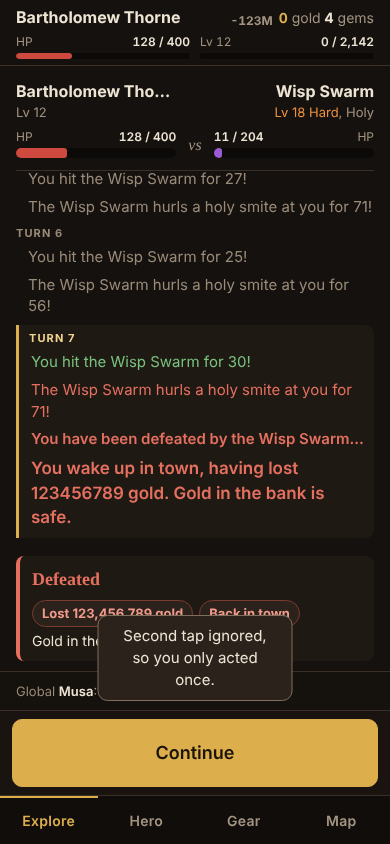 Bartholomew Thorne
-123M 0 gold 4 gems
HP 128 / 400
Lv 12 0 / 2,142
Bartholomew Tho...
Wisp Swarm
Lv 12
Lv 18 Hard, Holy
HP 128 / 400
vs
11 / 204 HP
You hit the Wisp Swarm for 27!
The Wisp Swarm hurls a holy smite at you for 71!
TURN 6
You hit the Wisp Swarm for 25!
The Wisp Swarm hurls a holy smite at you for
56!
TURN 7
You hit the Wisp Swarm for 30!
The Wisp Swarm hurls a holy smite at you for
71!
You have been defeated by the Wisp Swarm...
You wake up in town, having lost
123456789 gold. Gold in the bank is
safe.
Defeated
Lost 123,456,789 gold
Back in town
Gold in the
Second tap ignored,
so you only acted
once.
Global Musa
Continue
Explore
Hero
Gear
Map